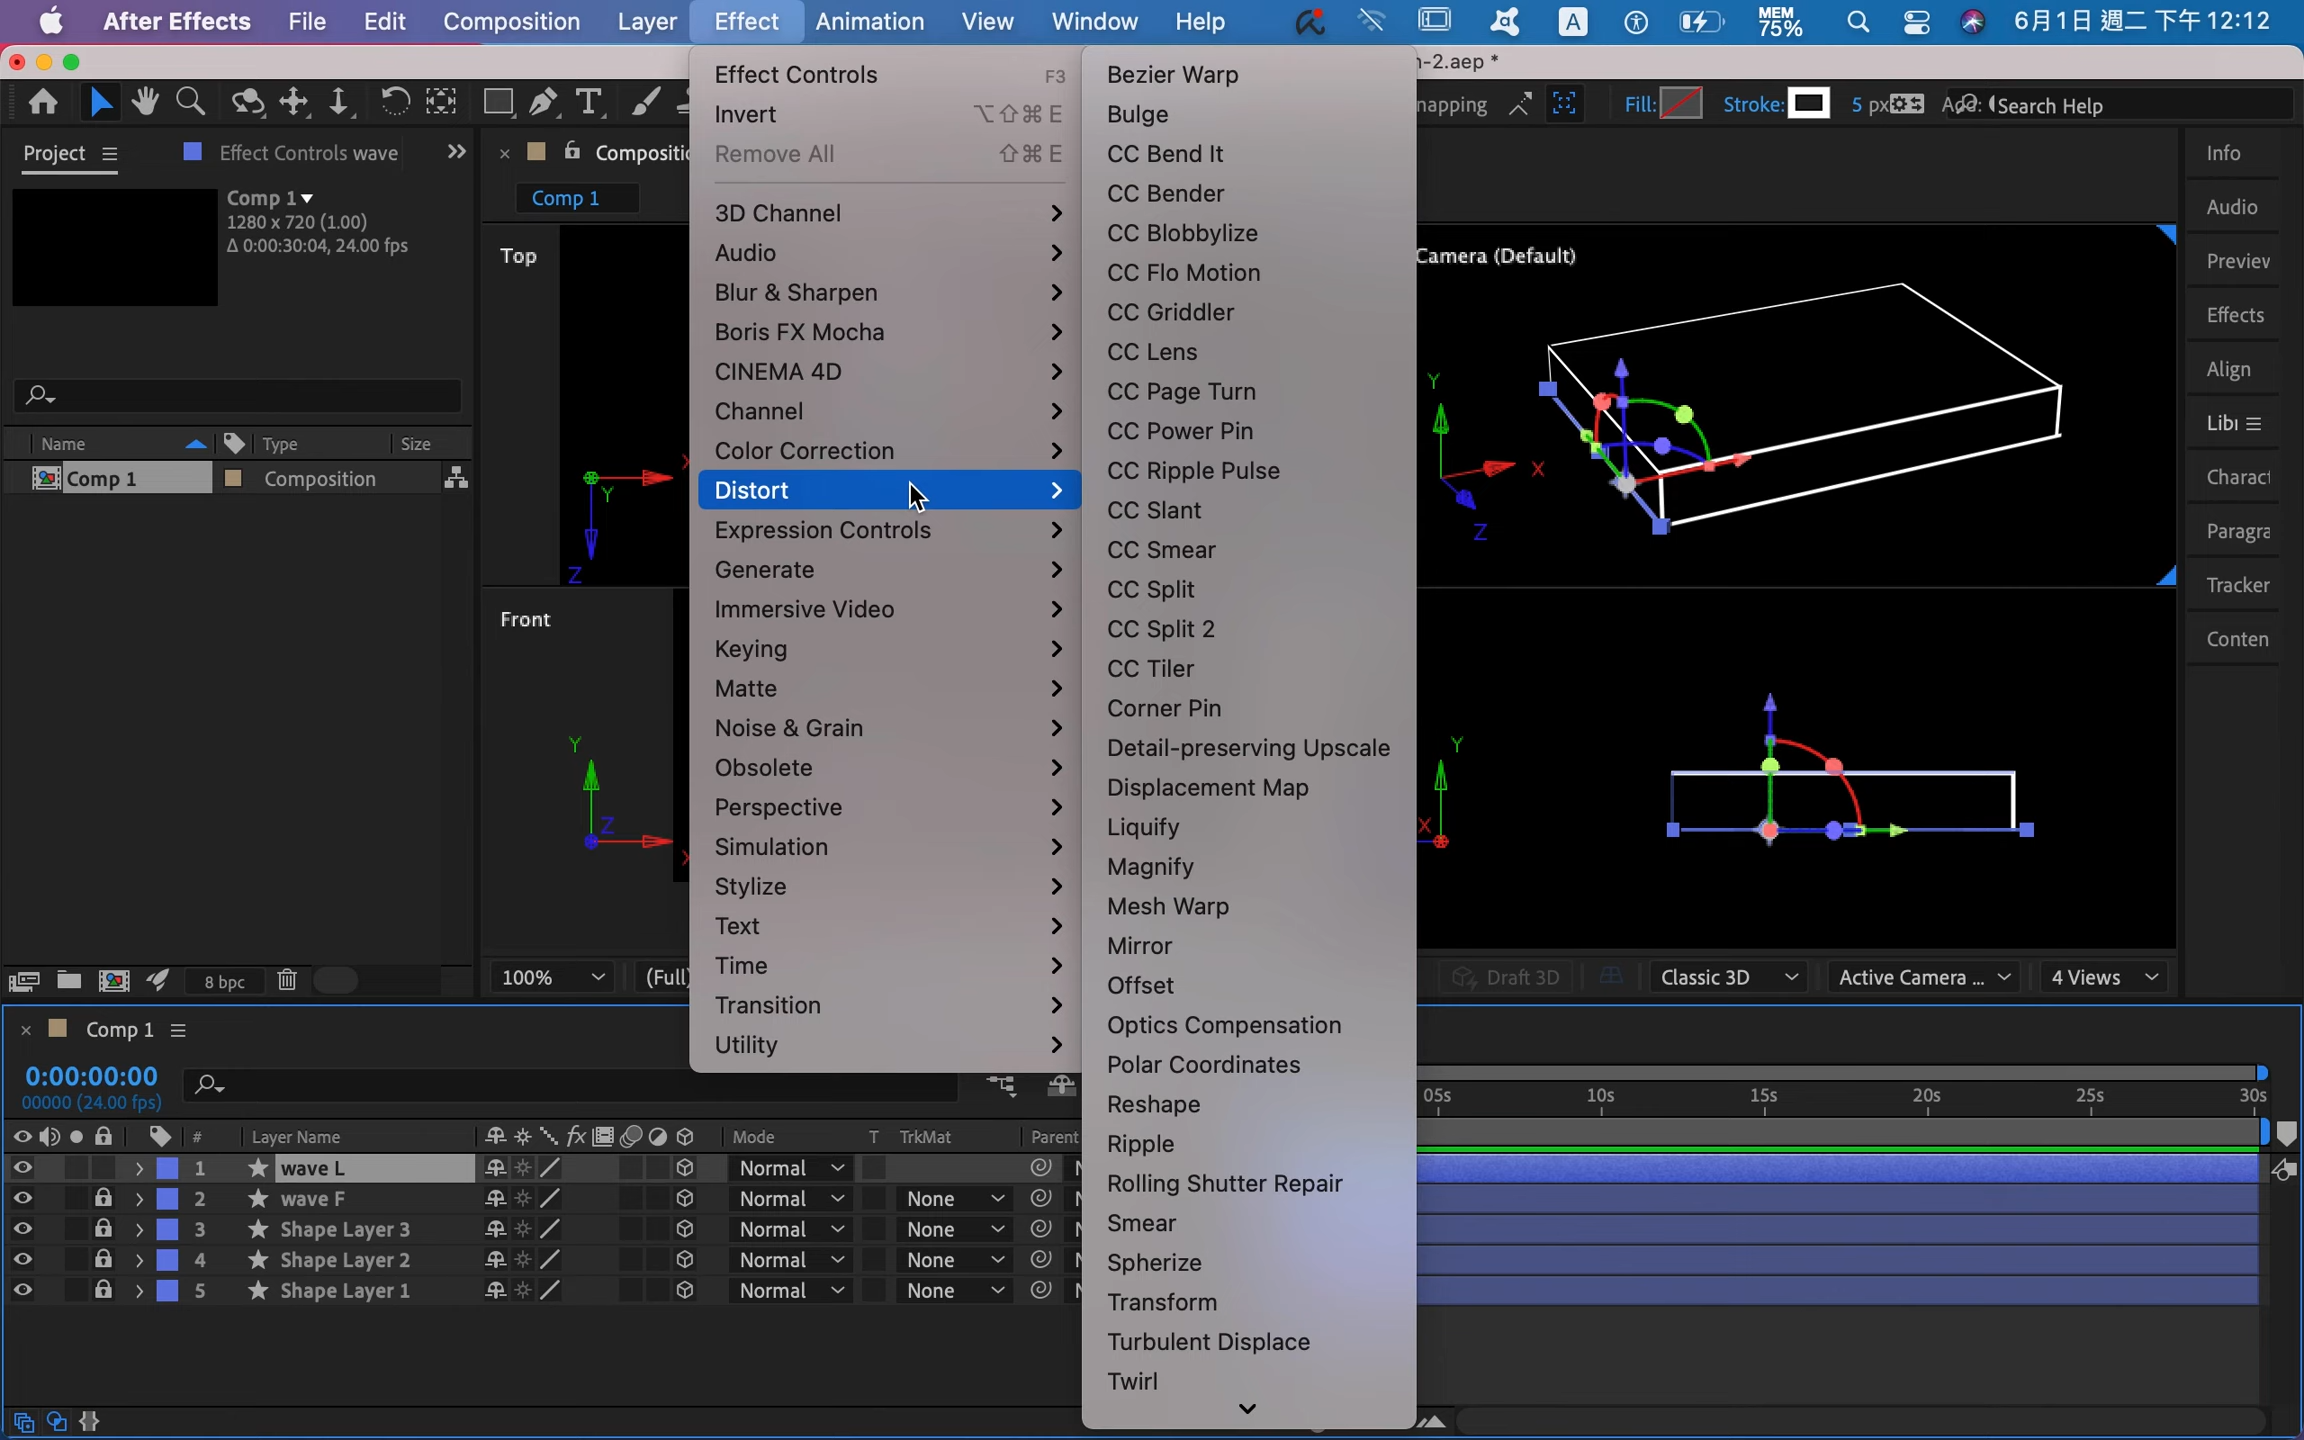 After Effects File Edit Composition Layer Effect Animation View Window Help A MEM 75% 6月1日 週二 下午 12:12
n-2.aep *
T Fill: Stroke: 5 px Add: Search Help
Project
Effect Controls wave
Comp 1
1280 x 720 (1.00)
Δ 0:00:30:04, 24.00 fps
Name Type Size
Comp 1 Composition
8 bpc
Comp 1
Top
X
Y
Z
Front
Y
Z
X
100%
(Full)
Effect Controls F3
Invert ⌥⇧⌘E
Remove All ⇧⌘E
3D Channel
Audio
Blur & Sharpen
Boris FX Mocha
CINEMA 4D
Channel
Color Correction
Distort
Expression Controls
Generate
Immersive Video
Keying
Matte
Noise & Grain
Obsolete
Perspective
Simulation
Stylize
Text
Time
Transition
Utility
Bezier Warp
Bulge
CC Bend It
CC Bender
CC Blobbylize
CC Flo Motion
CC Griddler
CC Lens
CC Page Turn
CC Power Pin
CC Ripple Pulse
CC Slant
CC Smear
CC Split
CC Split 2
CC Tiler
Corner Pin
Detail-preserving Upscale
Displacement Map
Liquify
Magnify
Mesh Warp
Mirror
Offset
Optics Compensation
Polar Coordinates
Reshape
Ripple
Rolling Shutter Repair
Smear
Spherize
Transform
Turbulent Displace
Twirl
Camera (Default)
Y
X
Z
Y
X
Draft 3D Classic 3D Active Camera ... 4 Views
Info
Audio
Preview
Effects
Align
Libr
Charact
Paragra
Tracker
Conten
Comp 1
0:00:00:00
00000 (24.00 fps)
05s 10s 15s 20s 25s 30s
# Layer Name fx Mode T TrkMat Parent
1 wave L Normal
2 wave F Normal None
3 Shape Layer 3 Normal None
4 Shape Layer 2 Normal None
5 Shape Layer 1 Normal None